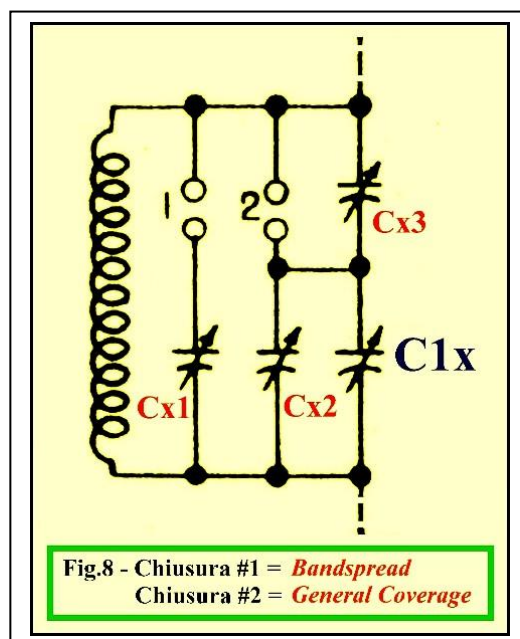 1
2
Cx3
Cx1
Cx2
C1x
Fig.8 - Chiusura #1 = Bandspread
Chiusura #2 = General Coverage